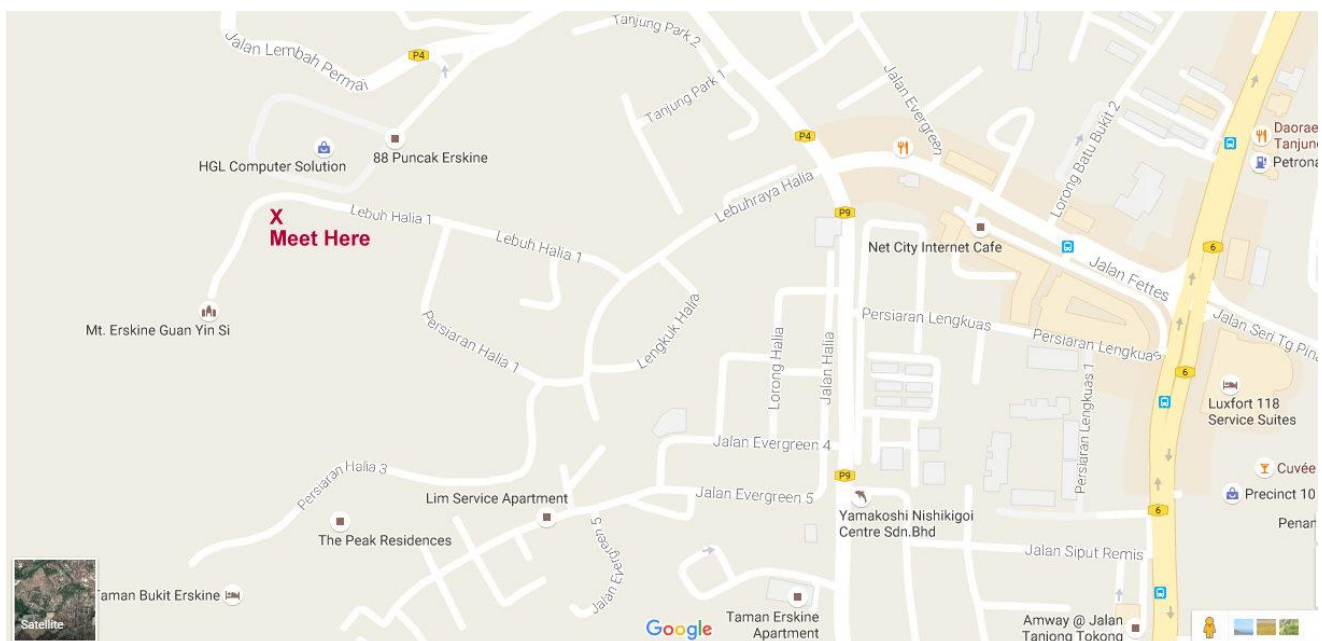 Tanjung Park 2
Jalan Lembah Permai
P4
Tanjung Park 1
Jalan Evergreen
Lorong Batu Bukit 2
Daorae
Tanjung
Petrona
P4
HGL Computer Solution
88 Puncak Erskine
X
Meet Here
Lebuh Halia 1
Lebuh Halia 1
Lebuhraya Halia
P9
Net City Internet Cafe
6
Jalan Fettes
Mt. Erskine Guan Yin Si
Persiaran Halia 1
Lengkuk Halia
Lorong Halia
Jalan Halia
Persiaran Lengkuas
Persiaran Lengkuas
Jalan Seri Tg Pina
6
Persiaran Lengkuas 1
Luxfort 118
Service Suites
Persiaran Halia 3
Jalan Evergreen 4
Lim Service Apartment
Jalan Evergreen 5
P9
Cuvée
Precinct 10
The Peak Residences
Jalan Evergreen 5
Yamakoshi Nishikigoi
Centre Sdn.Bhd
6
Penan
Jalan Siput Remis
Taman Bukit Erskine
Satellite
Google
Taman Erskine
Apartment
Amway @ Jalan
Tanjong Tokong